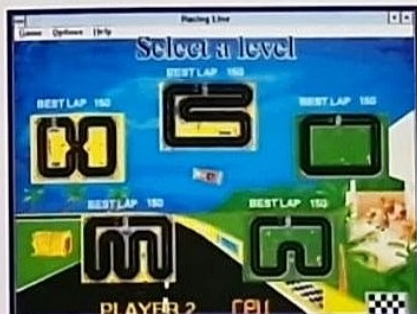 Racing Line
Game Options Help
Select a level
BEST LAP 150
BEST LAP 150
BEST LAP 150
BEST LAP 150
BEST LAP 150
PLAYER 2 CPU